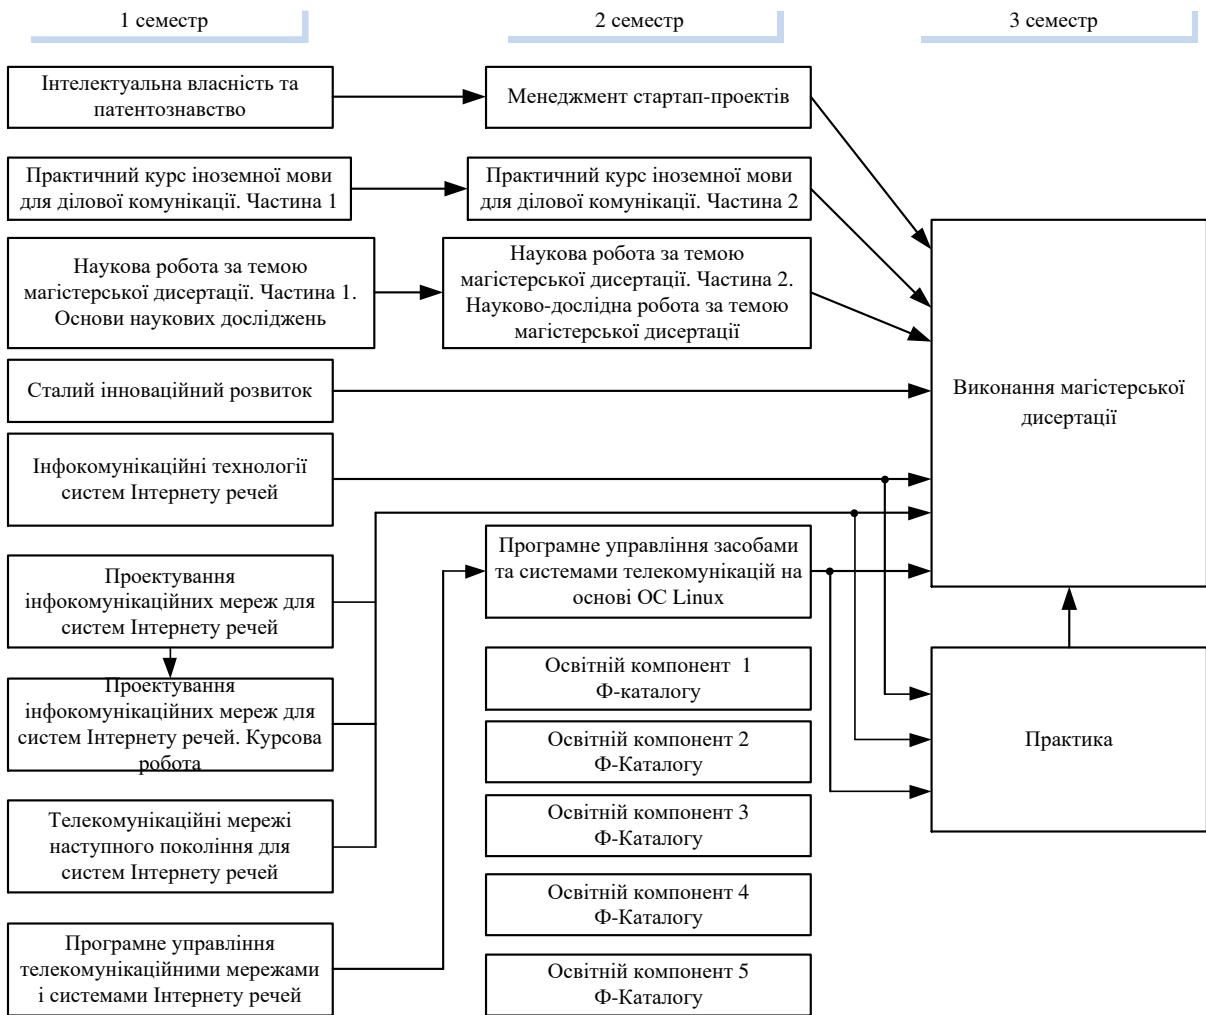 1 семестр
2 семестр
3 семестр
Інтелектуальна власність та
патентознавство
Менеджмент стартап-проектів
Практичний курс іноземної мови
для ділової комунікації. Частина 1
Практичний курс іноземної мови
для ділової комунікації. Частина 2
Наукова робота за темою
магістерської дисертації. Частина 1.
Основи наукових досліджень
Наукова робота за темою
магістерської дисертації. Частина 2.
Науково-дослідна робота за темою
магістерської дисертації
Сталий інноваційний розвиток
Виконання магістерської
дисертації
Інфокомунікаційні технології
систем Інтернету речей
Програмне управління засобами
та системами телекомунікацій на
основі ОС Linux
Проектування
інфокомунікаційних мереж для
систем Інтернету речей
Проектування
інфокомунікаційних мереж для
систем Інтернету речей. Курсова
робота
Освітній компонент 1
Ф-каталогу
Освітній компонент 2
Ф-Каталогу
Практика
Телекомунікаційні мережі
наступного покоління для
систем Інтернету речей
Освітній компонент 3
Ф-Каталогу
Освітній компонент 4
Ф-Каталогу
Програмне управління
телекомунікаційними мережами
і системами Інтернету речей
Освітній компонент 5
Ф-Каталогу